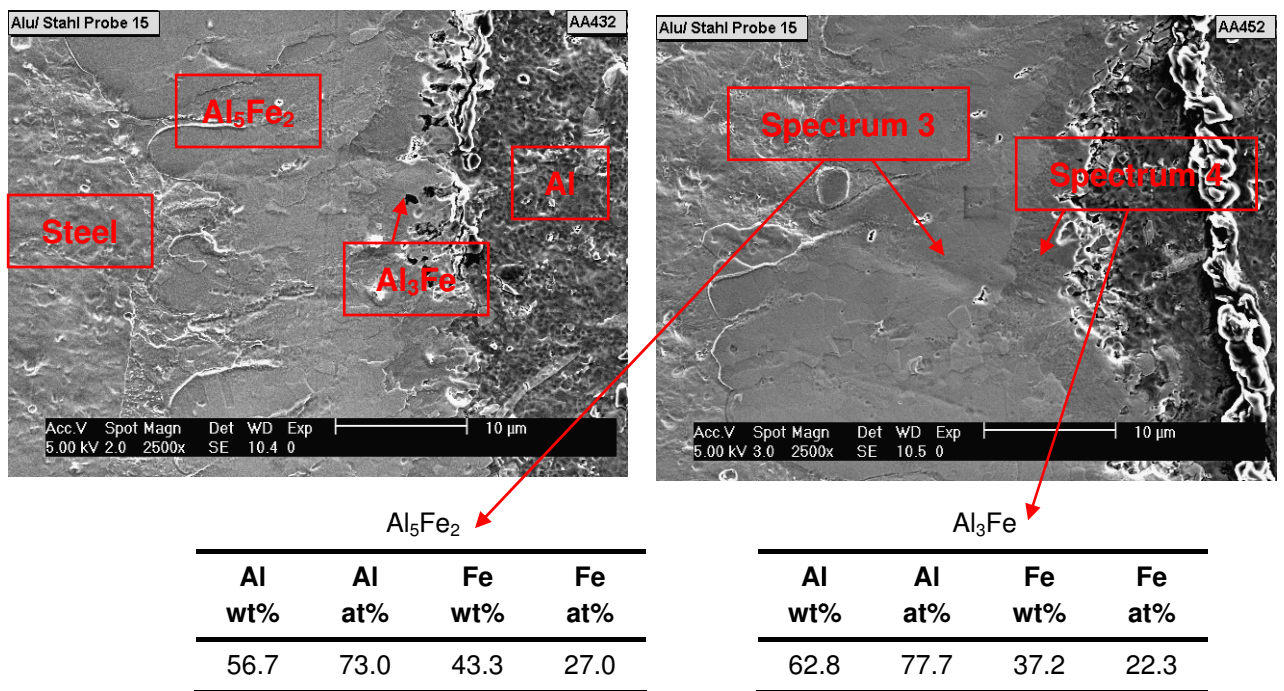 Alu/ Stahl Probe 15
AA432
Al₅Fe₂
Al
Steel
Al₃Fe
Acc.V Spot Magn Det WD Exp
5.00 kV 2.0 2500x SE 10.4 0
10 µm
Alu/ Stahl Probe 15
AA452
Spectrum 3
Spectrum 4
Acc.V Spot Magn Det WD Exp
5.00 kV 3.0 2500x SE 10.5 0
10 µm
Al₅Fe₂
Al Al Fe Fe
wt% at% wt% at%
56.7 73.0 43.3 27.0
Al₃Fe
Al Al Fe Fe
wt% at% wt% at%
62.8 77.7 37.2 22.3